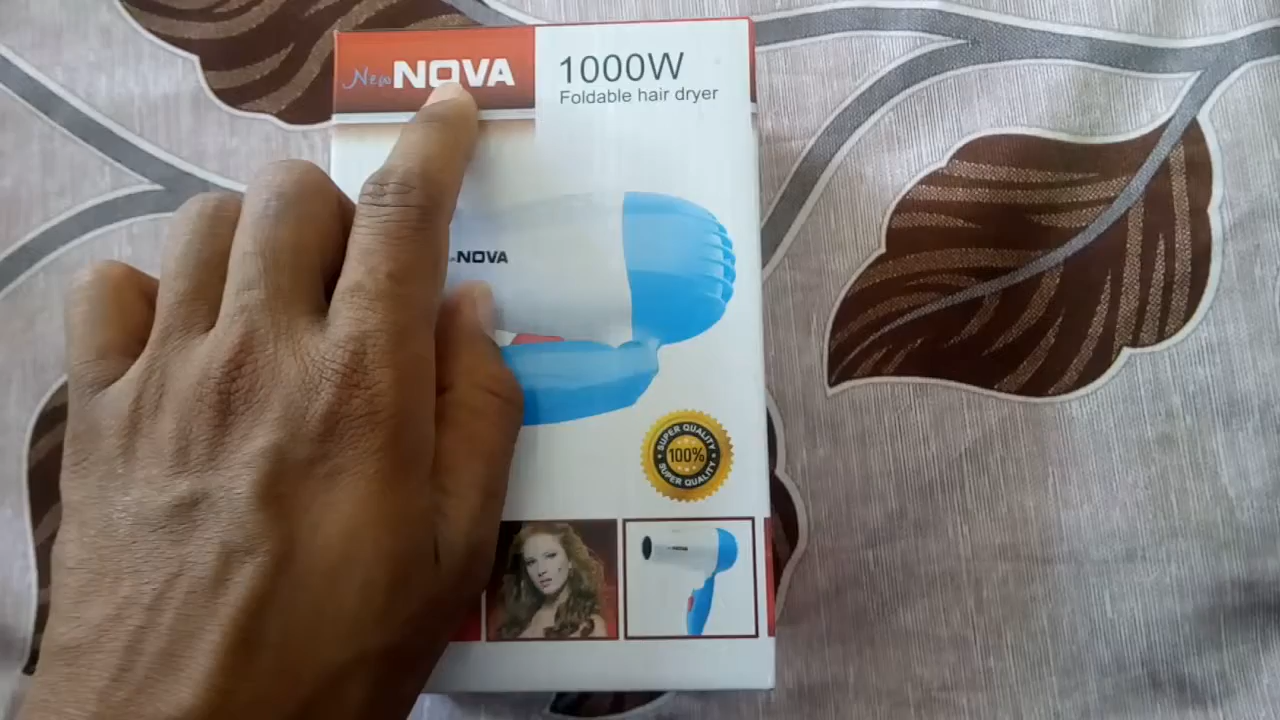 New NOVA
1000W
Foldable hair dryer
NOVA
SUPER QUALITY
100%
SUPER QUALITY
NOVA